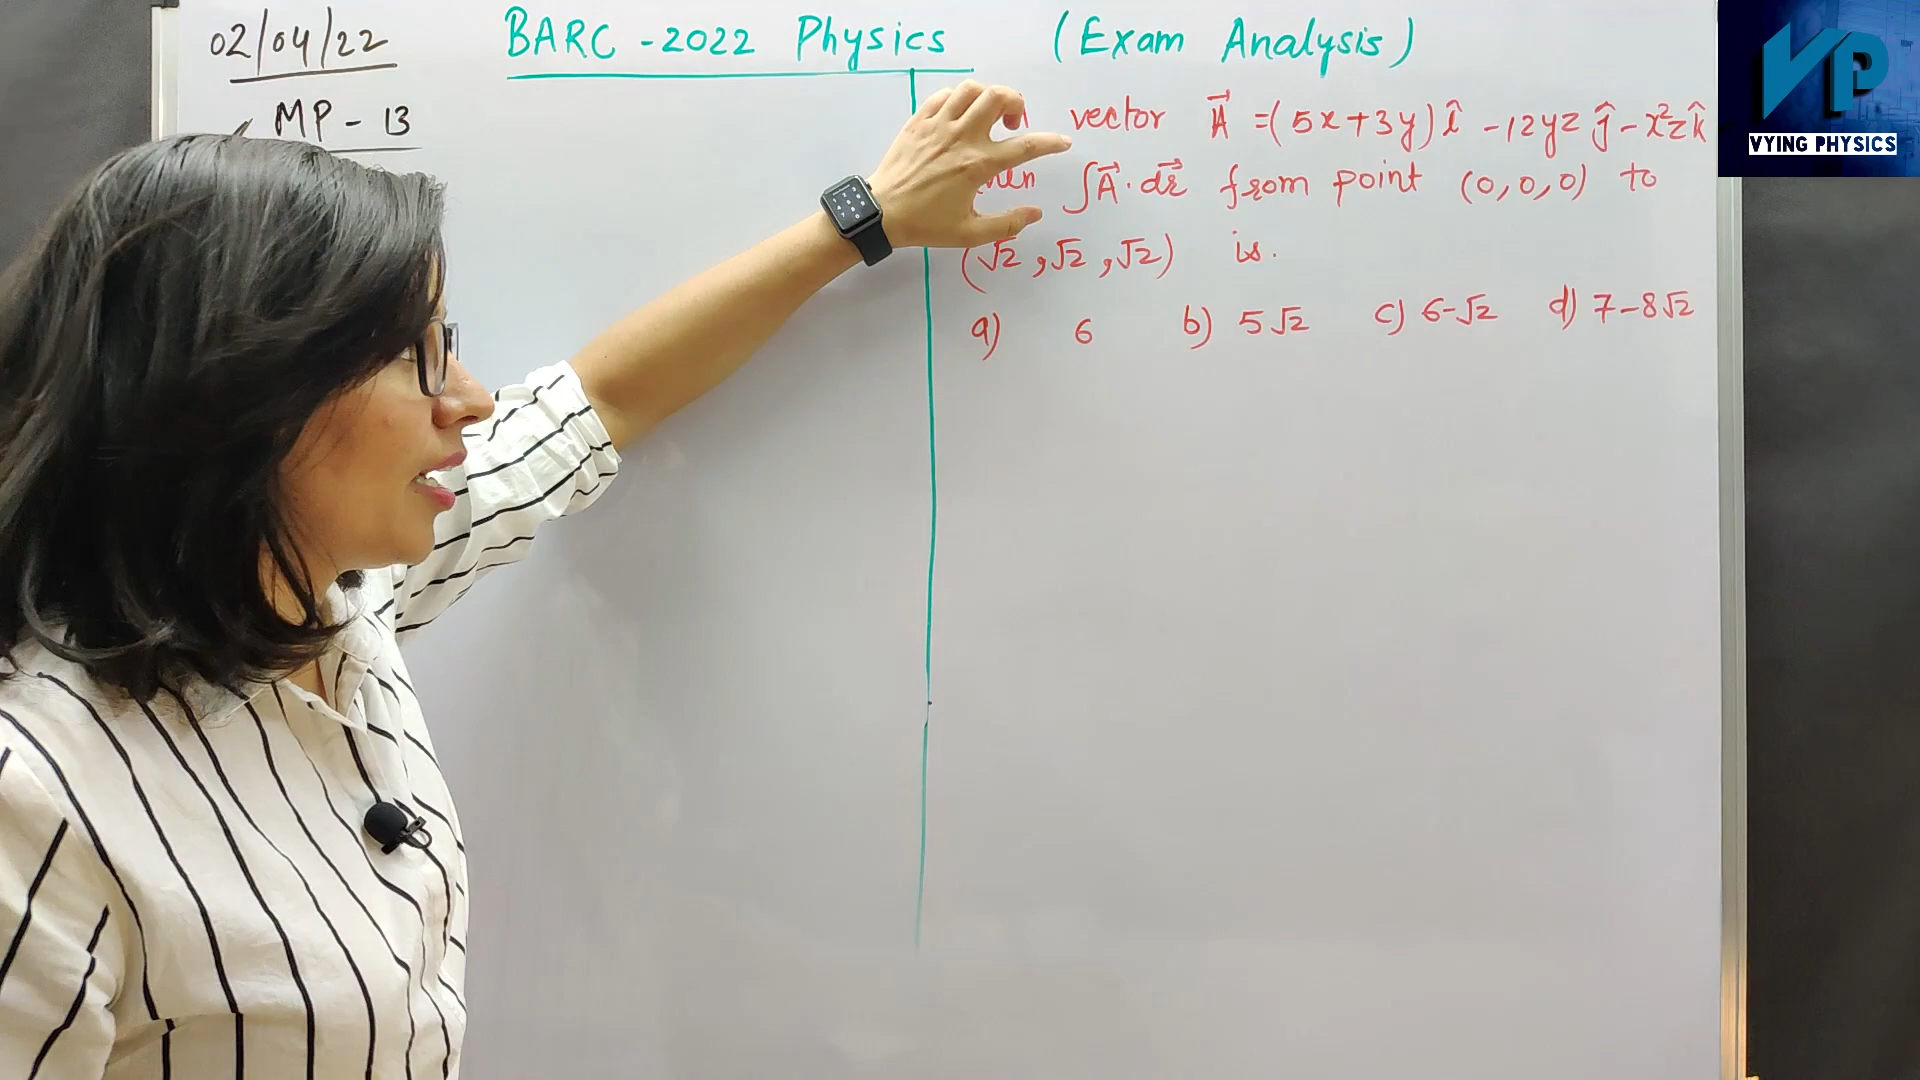 02/04/22
BARC - 2022 Physics (Exam Analysis)
MP - 13
vector A⃗ = (5x+3y) î - 12yz ĵ - x²z k̂
∫A⃗·dr⃗ from point (0,0,0) to
(√2, √2, √2) is.
a) 6 b) 5√2 c) 6-√2 d) 7-8√2
VP
VYING PHYSICS